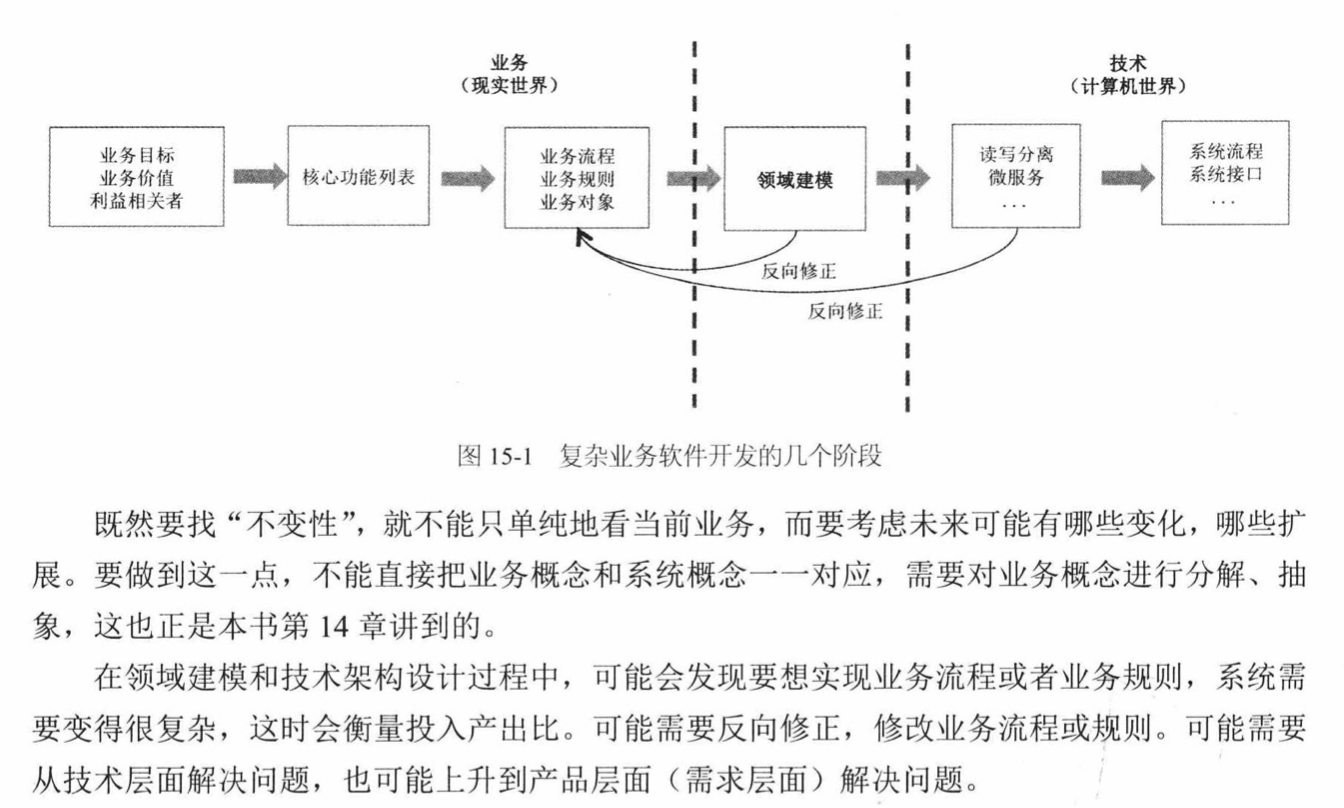 业务
（现实世界）
技术
（计算机世界）
业务目标
业务价值
利益相关者
核心功能列表
业务流程
业务规则
业务对象
领域建模
读写分离
微服务
...
系统流程
系统接口
...
反向修正
反向修正
图 15-1 复杂业务软件开发的几个阶段
既然要找“不变性”，就不能只单纯地看当前业务，而要考虑未来可能有哪些变化，哪些扩
展。要做到这一点，不能直接把业务概念和系统概念一一对应，需要对业务概念进行分解、抽
象，这也正是本书第 14 章讲到的。
在领域建模和技术架构设计过程中，可能会发现要想实现业务流程或者业务规则，系统需
要变得很复杂，这时会衡量投入产出比。可能需要反向修正，修改业务流程或规则。可能需要
从技术层面解决问题，也可能上升到产品层面（需求层面）解决问题。